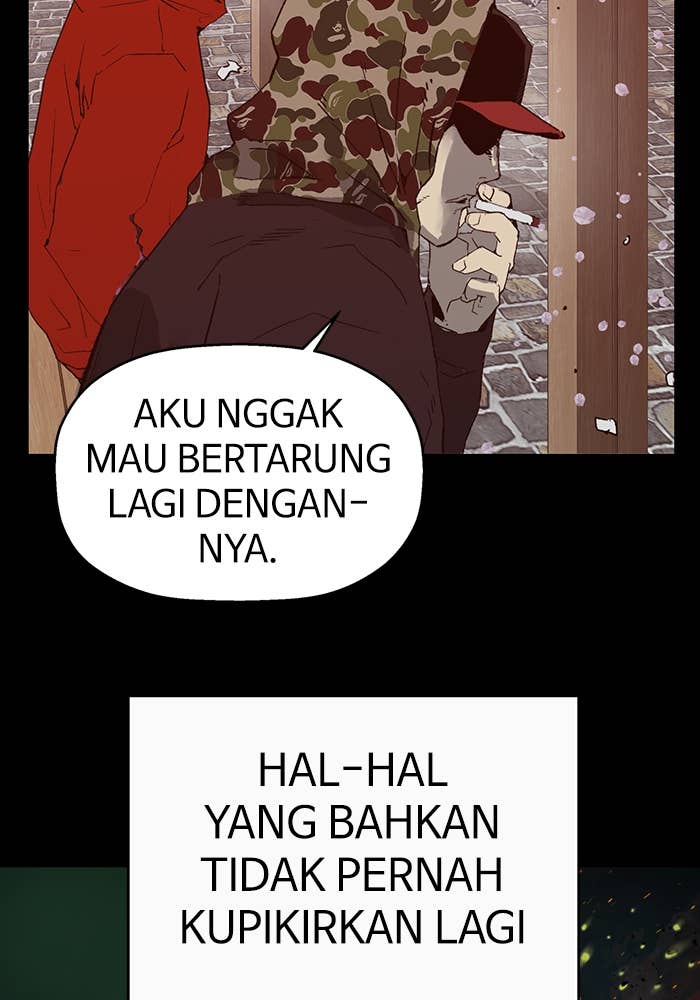 AKU NGGAK
MAU BERTARUNG
LAGI DENGAN-
NYA.
HAL-HAL
YANG BAHKAN
TIDAK PERNAH
KUPIKIRKAN LAGI